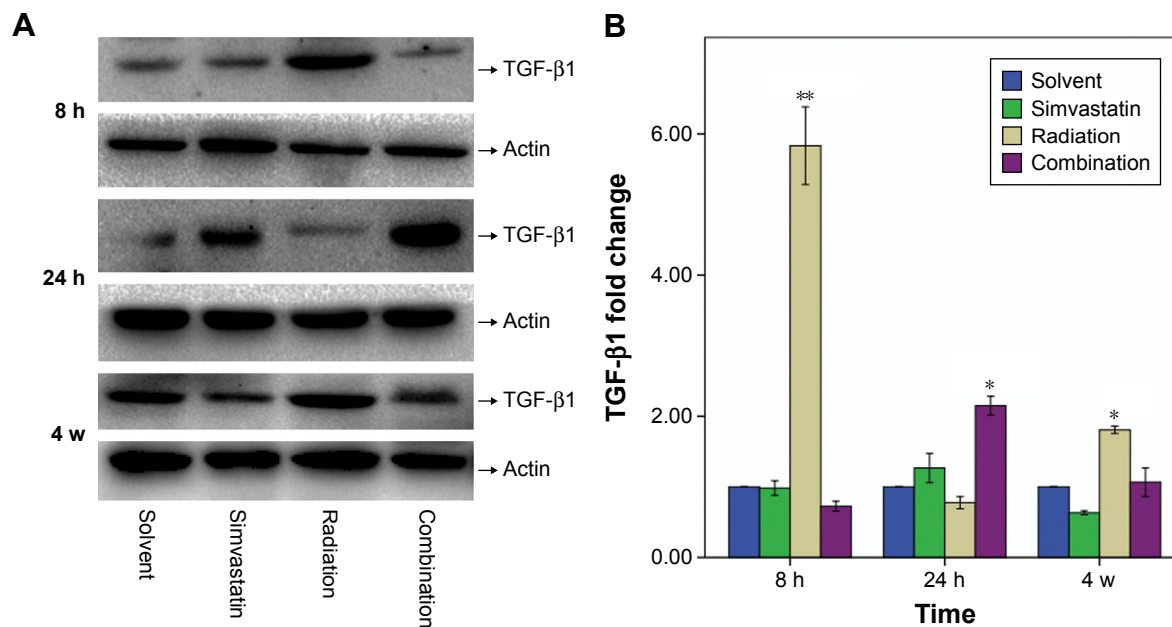 A
→ TGF-β1
8 h
→ Actin
→ TGF-β1
24 h
→ Actin
→ TGF-β1
4 w
→ Actin
Solvent
Simvastatin
Radiation
Combination
B
TGF-β1 fold change
6.00
4.00
2.00
0.00
**
*
*
Solvent
Simvastatin
Radiation
Combination
8 h
24 h
4 w
Time